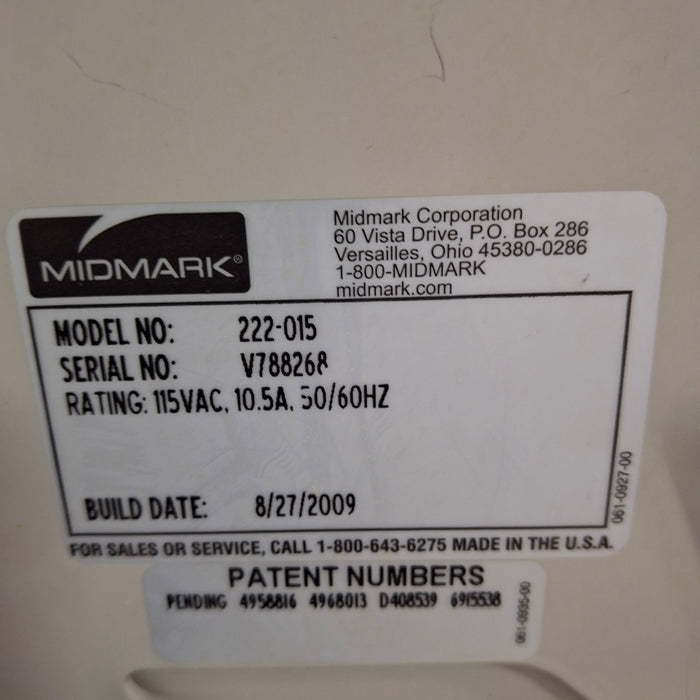 MIDMARK®
Midmark Corporation
60 Vista Drive, P.O. Box 286
Versailles, Ohio 45380-0286
1-800-MIDMARK
midmark.com
MODEL NO: 222-015
SERIAL NO: V788268
RATING: 115VAC, 10.5A, 50/60HZ
BUILD DATE: 8/27/2009
061-0927-00
FOR SALES OR SERVICE, CALL 1-800-643-6275 MADE IN THE U.S.A.
PATENT NUMBERS
PENDING 4958816 4968013 D408539 6915538
061-0935-00